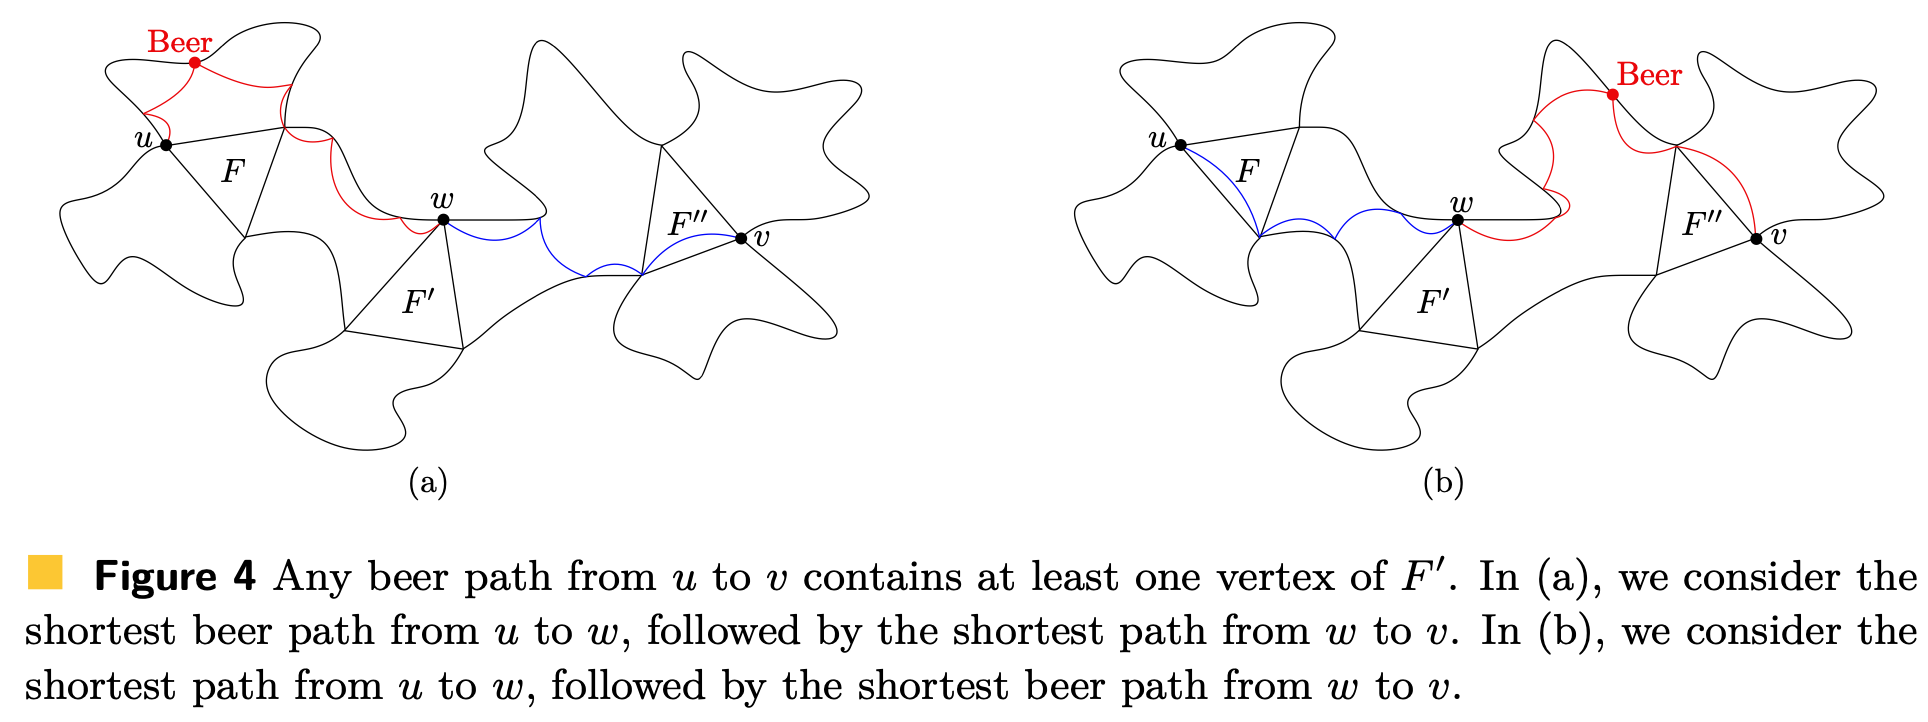 Beer
u
F
w
F′
F″
v
(a)
u
F
w
F′
Beer
F″
v
(b)
Figure 4 Any beer path from u to v contains at least one vertex of F′. In (a), we consider the
shortest beer path from u to w, followed by the shortest path from w to v. In (b), we consider the
shortest path from u to w, followed by the shortest beer path from w to v.